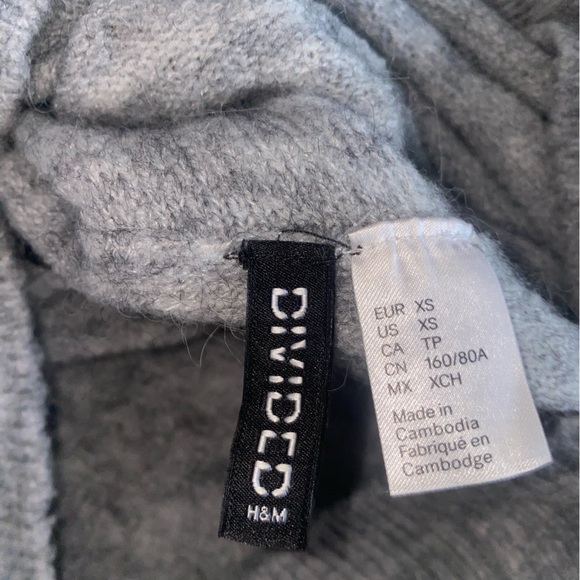 DIVIDED
H&M
EUR XS
US XS
CA TP
CN 160/80A
MX XCH
Made in
Cambodia
Fabriqué en
Cambodge